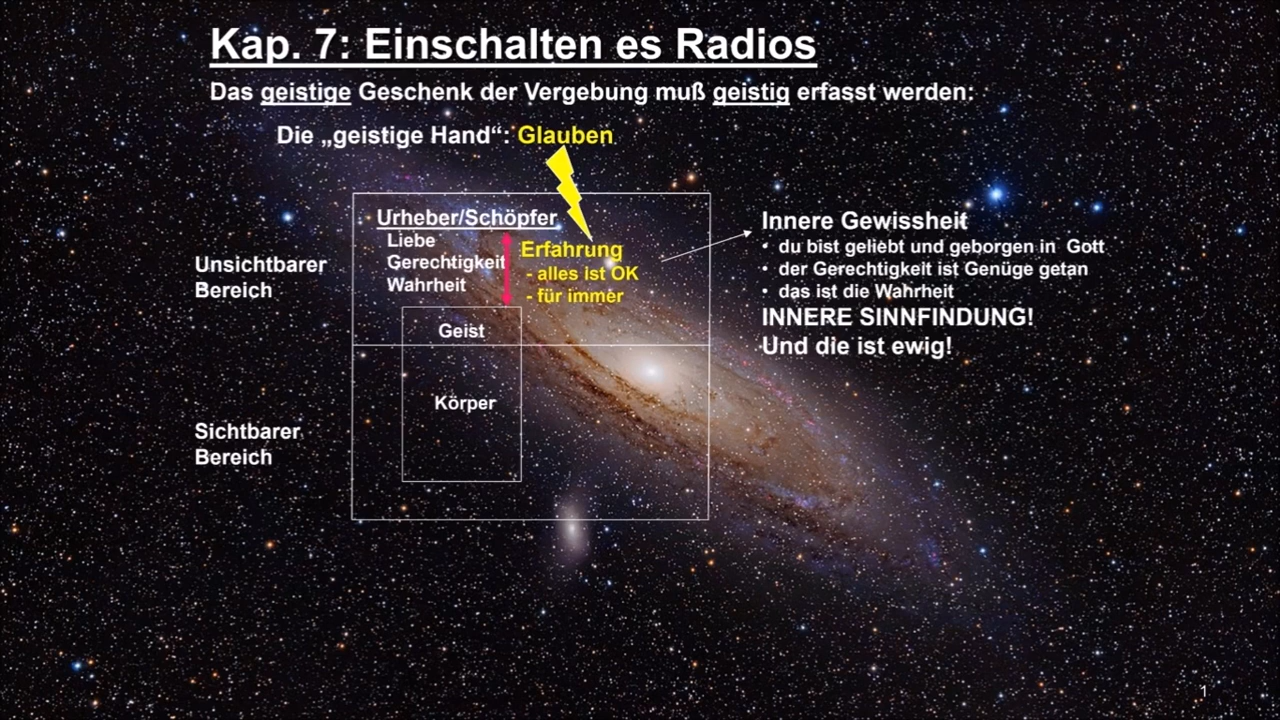 Kap. 7: Einschalten es Radios
Das geistige Geschenk der Vergebung muß geistig erfasst werden:
Die „geistige Hand“: Glauben
Urheber/Schöpfer
Liebe
Gerechtigkeit
Wahrheit
Erfahrung
- alles ist OK
- für immer
Unsichtbarer
Bereich
Geist
Körper
Sichtbarer
Bereich
Innere Gewissheit
• du bist geliebt und geborgen in Gott
• der Gerechtigkeit ist Genüge getan
• das ist die Wahrheit
INNERE SINNFINDUNG!
Und die ist ewig!
1